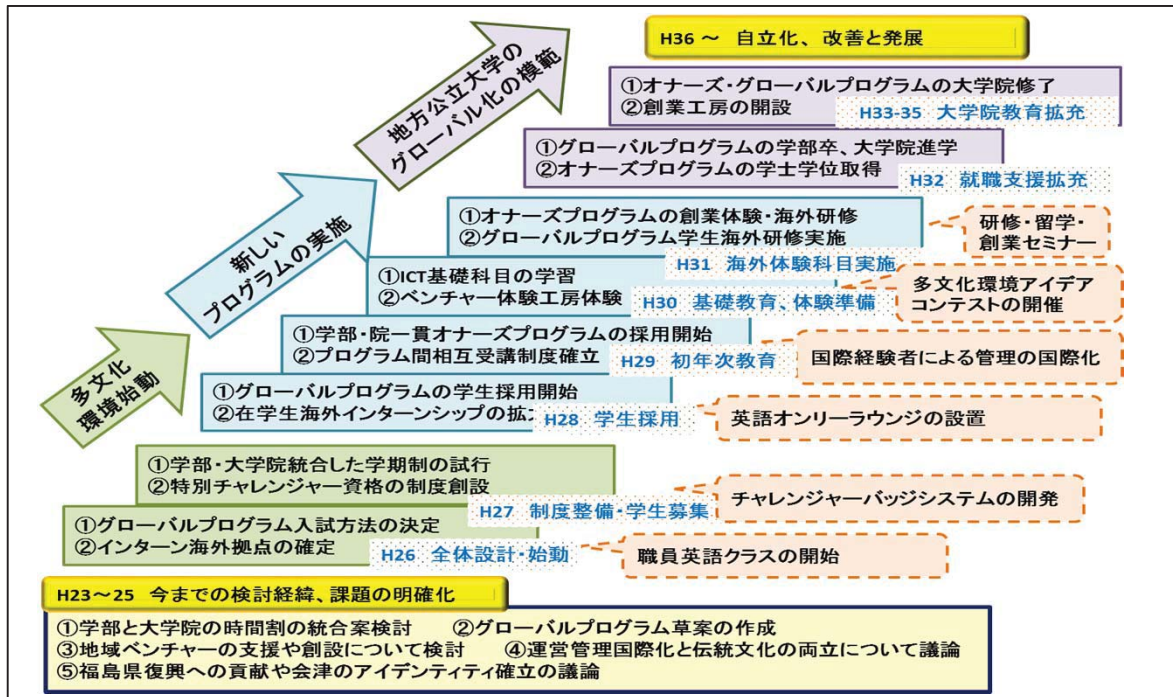 H36～ 自立化、改善と発展
地方公立大学の
グローバル化の模範
①オナーズ・グローバルプログラムの大学院修了
②創業工房の開設
H33-35 大学院教育拡充
①グローバルプログラムの学部卒、大学院進学
②オナーズプログラムの学士学位取得
H32 就職支援拡充
新しい
プログラムの実施
①オナーズプログラムの創業体験・海外研修
②グローバルプログラム学生海外研修実施
H31 海外体験科目実施
研修・留学・
創業セミナー
①ICT基礎科目の学習
②ベンチャー体験工房体験
H30 基礎教育、体験準備
多文化環境アイデア
コンテストの開催
①学部・院一貫オナーズプログラムの採用開始
②プログラム間相互受講制度確立
H29 初年次教育
国際経験者による管理の国際化
多文化
環境始動
①グローバルプログラムの学生採用開始
②在学生海外インターンシップの拡
H28 学生採用
英語オンリーラウンジの設置
①学部・大学院統合した学期制の試行
②特別チャレンジャー資格の制度創設
H27 制度整備・学生募集
チャレンジャーバッジシステムの開発
①グローバルプログラム入試方法の決定
②インターン海外拠点の確定
H26 全体設計・始動
職員英語クラスの開始
H23～25 今までの検討経緯、課題の明確化
①学部と大学院の時間割の統合案検討 ②グローバルプログラム草案の作成
③地域ベンチャーの支援や創設について検討 ④運営管理国際化と伝統文化の両立について議論
⑤福島県復興への貢献や会津のアイデンティティ確立の議論